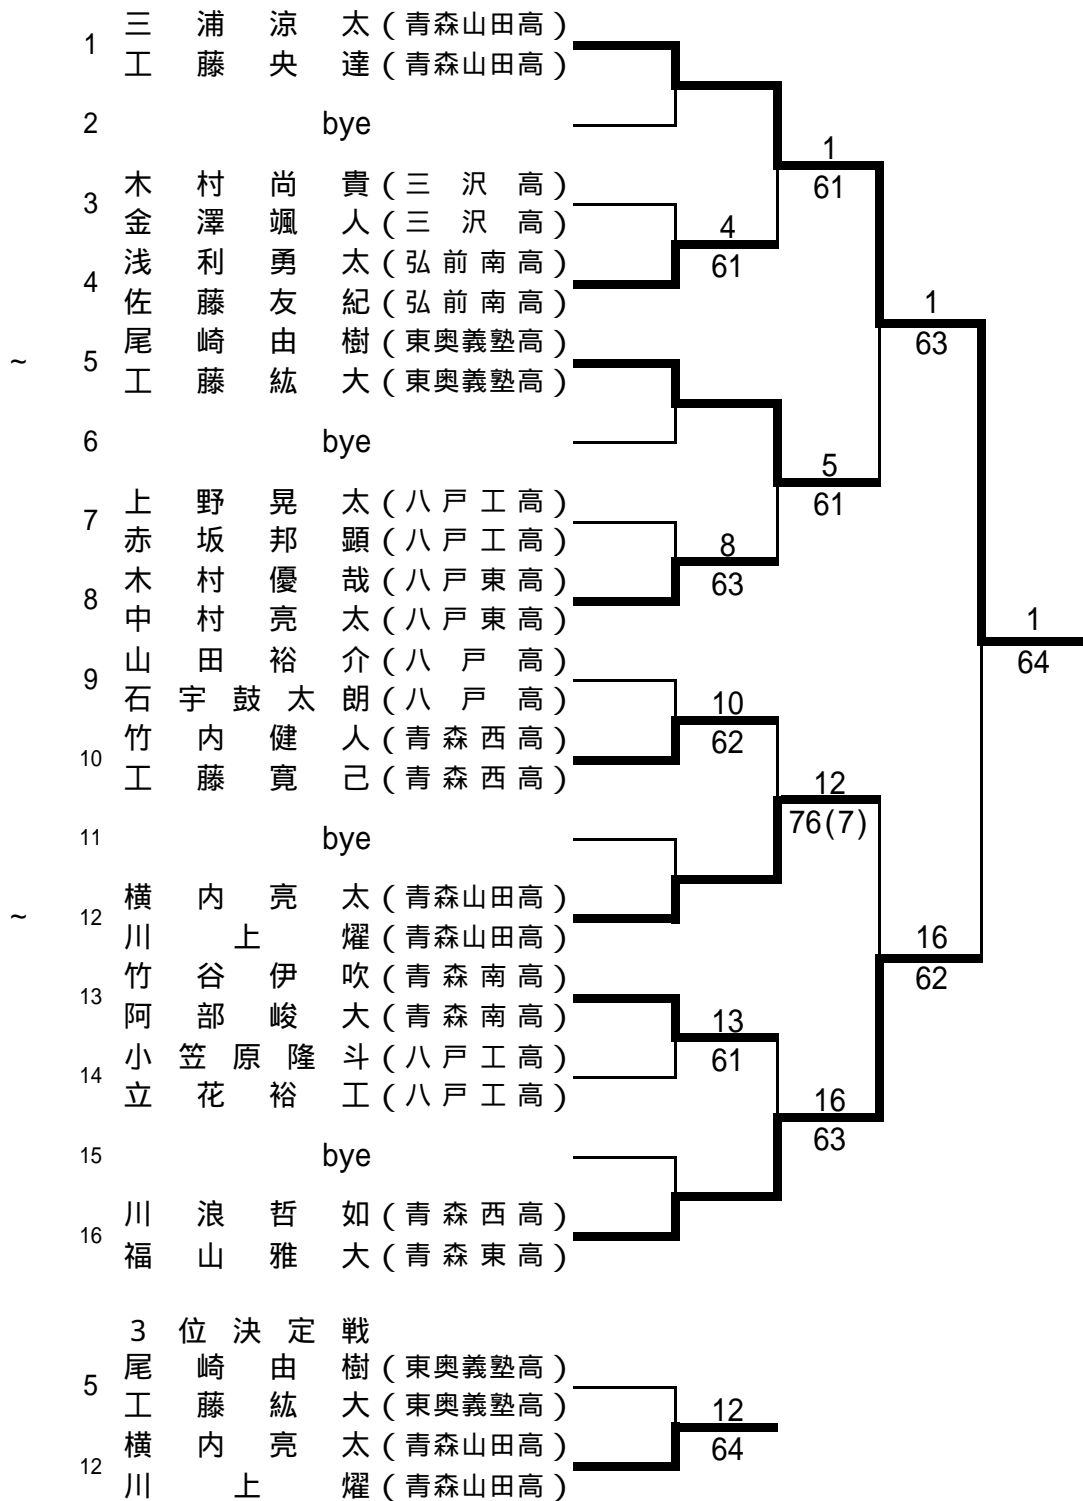 1
三浦涼太(青森山田高)
工藤央達(青森山田高)
2 bye
3
木村尚貴(三沢高)
金澤颯人(三沢高)
4
浅利勇太(弘前南高)
佐藤友紀(弘前南高)
~ 5
尾崎由樹(東奥義塾高)
工藤紘大(東奥義塾高)
6 bye
7
上野晃太(八戸工高)
赤坂邦顕(八戸工高)
8
木村優哉(八戸東高)
中村亮太(八戸東高)
9
山田裕介(八戸高)
石宇鼓太朗(八戸高)
10
竹内健人(青森西高)
工藤寛己(青森西高)
11 bye
~ 12
横内亮太(青森山田高)
川上燿(青森山田高)
13
竹谷伊吹(青森南高)
阿部峻大(青森南高)
14
小笠原隆斗(八戸工高)
立花裕工(八戸工高)
15 bye
16
川浪哲如(青森西高)
福山雅大(青森東高)
4
61
8
63
10
62
13
61
1
61
5
61
12
76(7)
16
63
1
63
16
62
1
64
3位決定戦
5
尾崎由樹(東奥義塾高)
工藤紘大(東奥義塾高)
12
横内亮太(青森山田高)
川上燿(青森山田高)
12
64